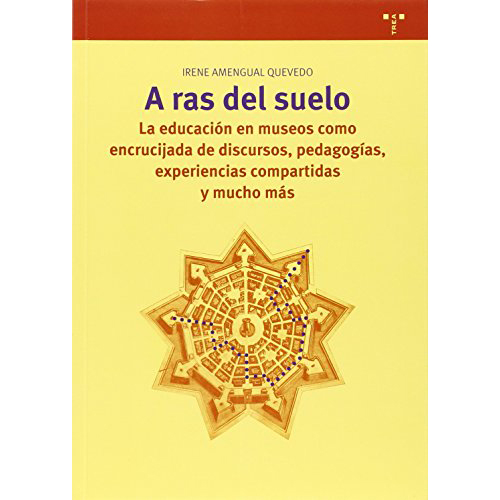 TREA
IRENE AMENGUAL QUEVEDO
A ras del suelo
La educación en museos como
encrucijada de discursos, pedagogías,
experiencias compartidas
y mucho más